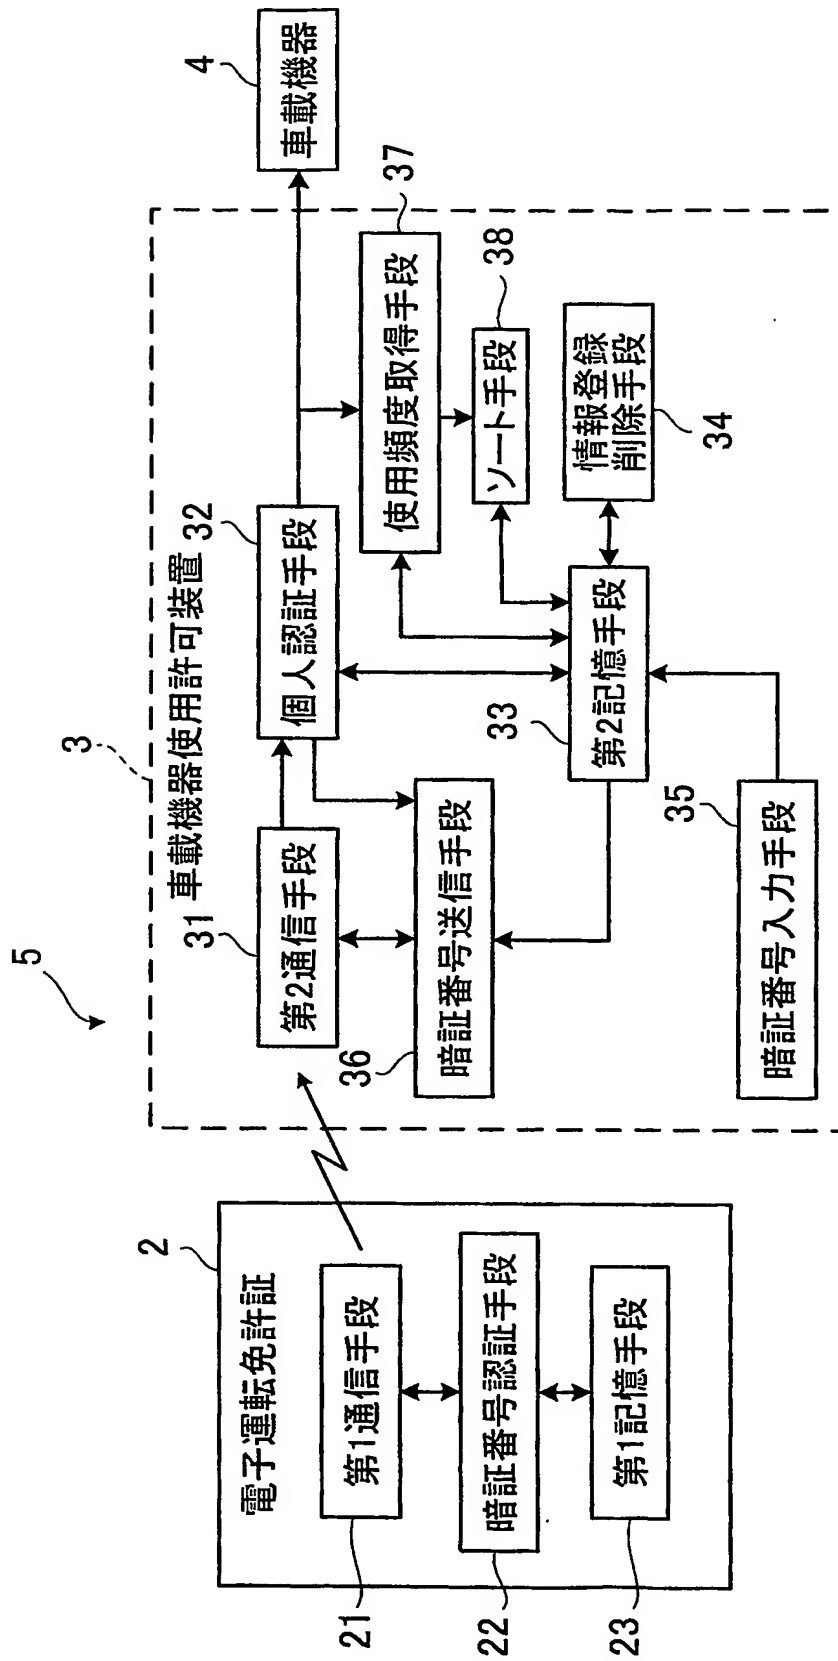 5
2
電子運転免許証
第1通信手段
21
暗証番号認証手段
22
第1記憶手段
23
3
車載機器使用許可装置
31
第2通信手段
32
個人認証手段
4
車載機器
36
暗証番号送信手段
37
使用頻度取得手段
38
ソート手段
33
第2記憶手段
情報登録
削除手段
34
35
暗証番号入力手段